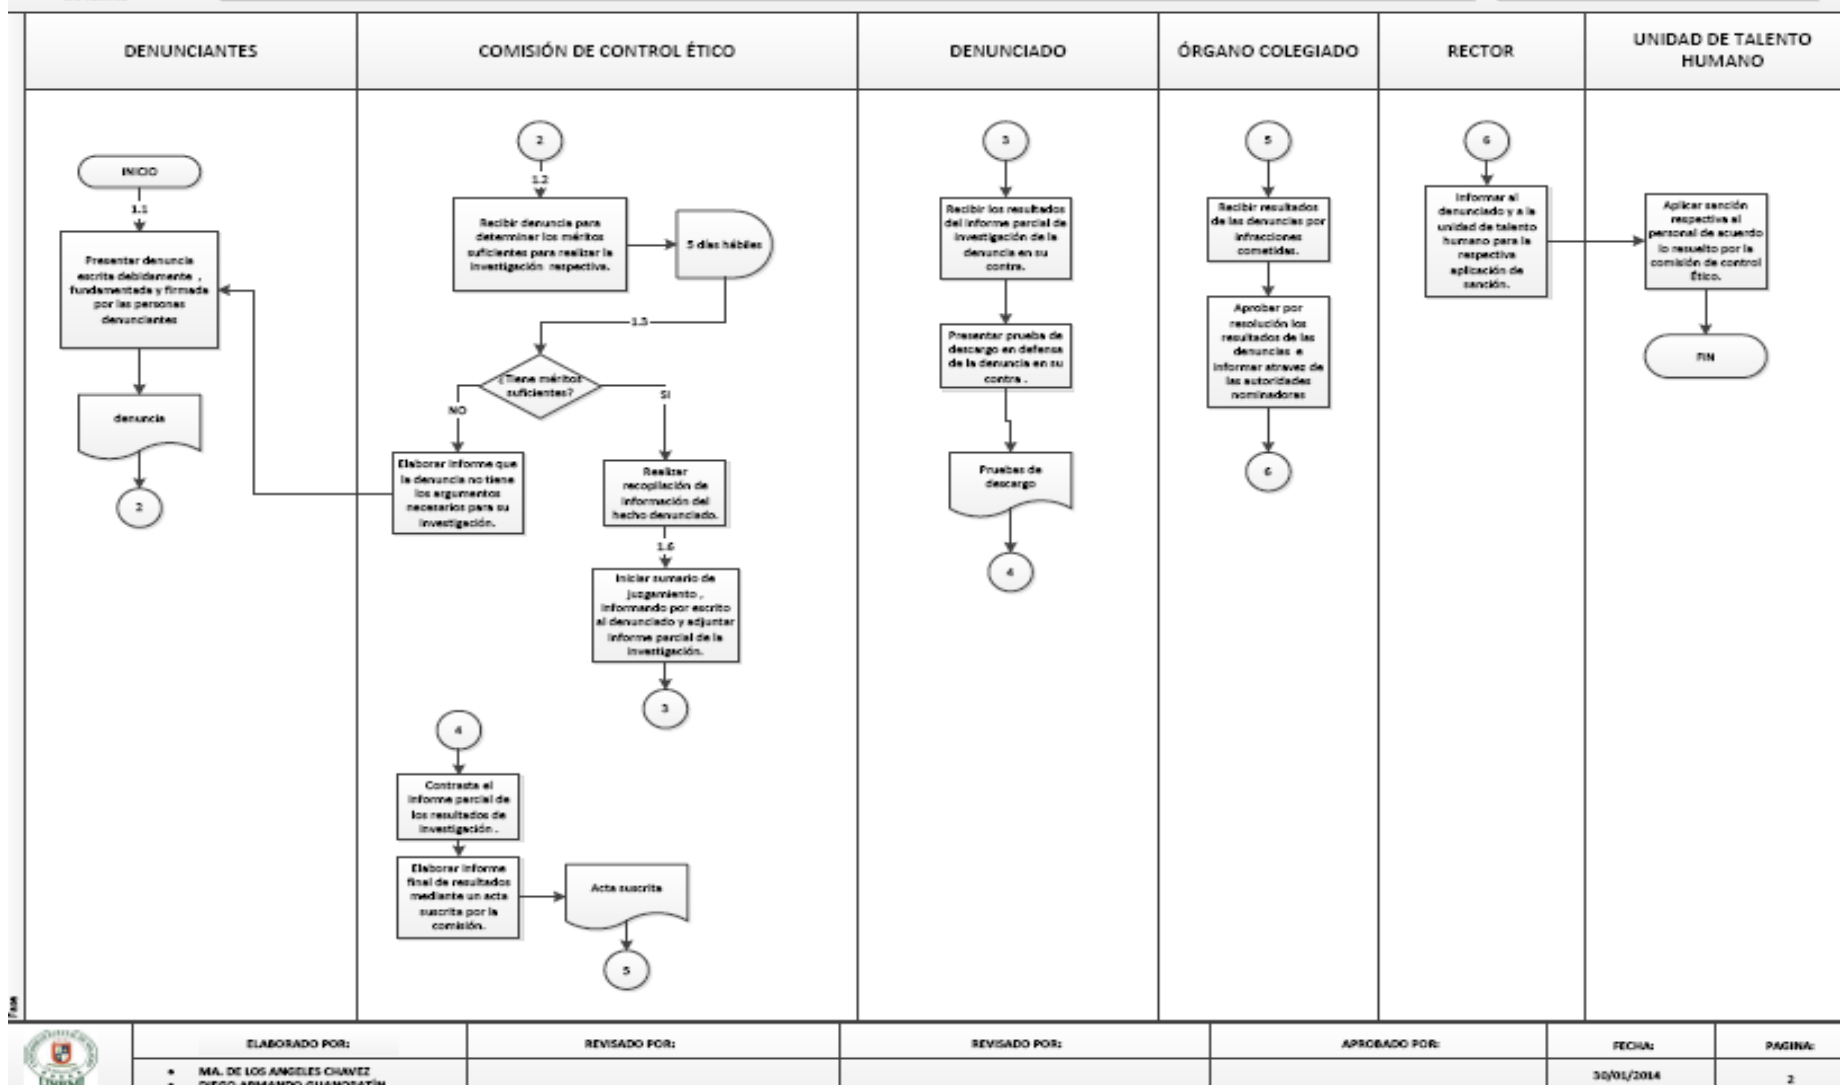 DENUNCIANTES
COMISIÓN DE CONTROL ÉTICO
DENUNCIADO
ÓRGANO COLEGIADO
RECTOR
UNIDAD DE TALENTO
HUMANO
INICIO
1.1
Presentar denuncia
escrita debidamente ,
fundamentada y firmada
por las personas
denunciantes
denuncia
2
2
1.2
Recibir denuncia para
determinar los méritos
suficientes para realizar la
investigación respectiva.
5 días hábiles
1.3
¿Tiene méritos
suficientes?
NO
SI
Elaborar informe que
la denuncia no tiene
los argumentos
necesarios para su
investigación.
Realizar
recopilación de
información del
hecho denunciado.
1.6
Iniciar sumario de
juzgamiento ,
informando por escrito
al denunciado y adjuntar
informe parcial de la
investigación.
3
4
Contrasta el
informe parcial de
los resultados de
investigación .
Elaborar informe
final de resultados
mediante un acta
suscrita por la
comisión.
Acta suscrita
5
3
Recibir los resultados
del informe parcial de
investigación de la
denuncia en su
contra.
Presentar prueba de
descargo en defensa
de la denuncia en su
contra .
Pruebas de
descargo
4
5
Recibir resultados
de las denuncias por
infracciones
cometidas.
Aprobar por
resolución los
resultados de las
denuncias e
informar atravez de
las autoridades
nominadores
6
6
Informar al
denunciado y a la
unidad de talento
humano para la
respectiva
aplicación de
sanción.
Aplicar sanción
respectiva al
personal de acuerdo
lo resuelto por la
comisión de control
Ético.
FIN
Fase
ELABORADO POR:
REVISADO POR:
REVISADO POR:
APROBADO POR:
FECHA:
PAGINA:
• MA. DE LOS ANGELES CHAVEZ
• DIEGO ARMANDO GUANOPATÍN
30/01/2014
2